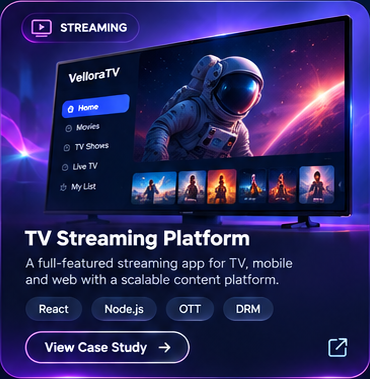 STREAMING
VelloraTV
Home
Movies
TV Shows
Live TV
My List
TV Streaming Platform
A full-featured streaming app for TV, mobile
and web with a scalable content platform.
React
Node.js
OTT
DRM
View Case Study